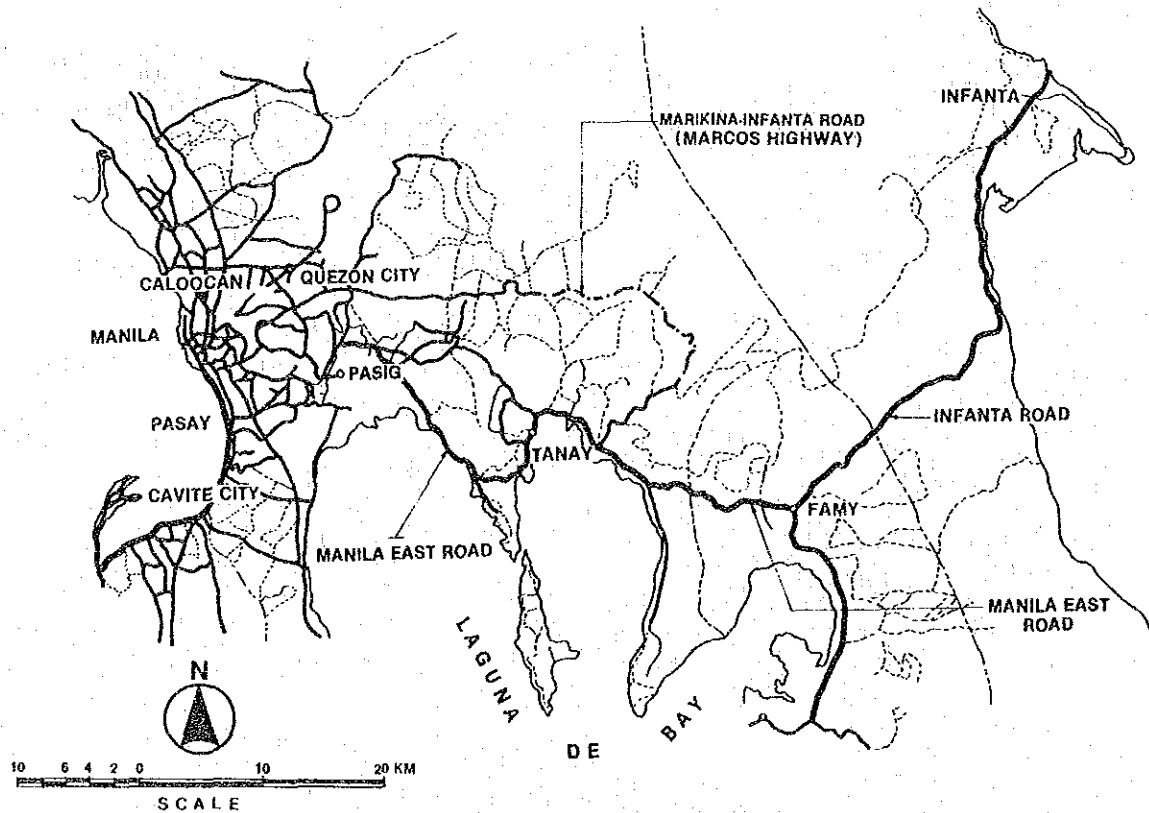 INFANTA
MARIKINA-INFANTA ROAD
(MARCOS HIGHWAY)
CALOOCAN
QUEZON CITY
MANILA
PASIG
PASAY
INFANTA ROAD
TANAY
CAVITE CITY
FAMY
MANILA EAST ROAD
MANILA EAST
ROAD
LAGUNA
DE
BAY
N
10 6 4 2 0 10 20 KM
SCALE